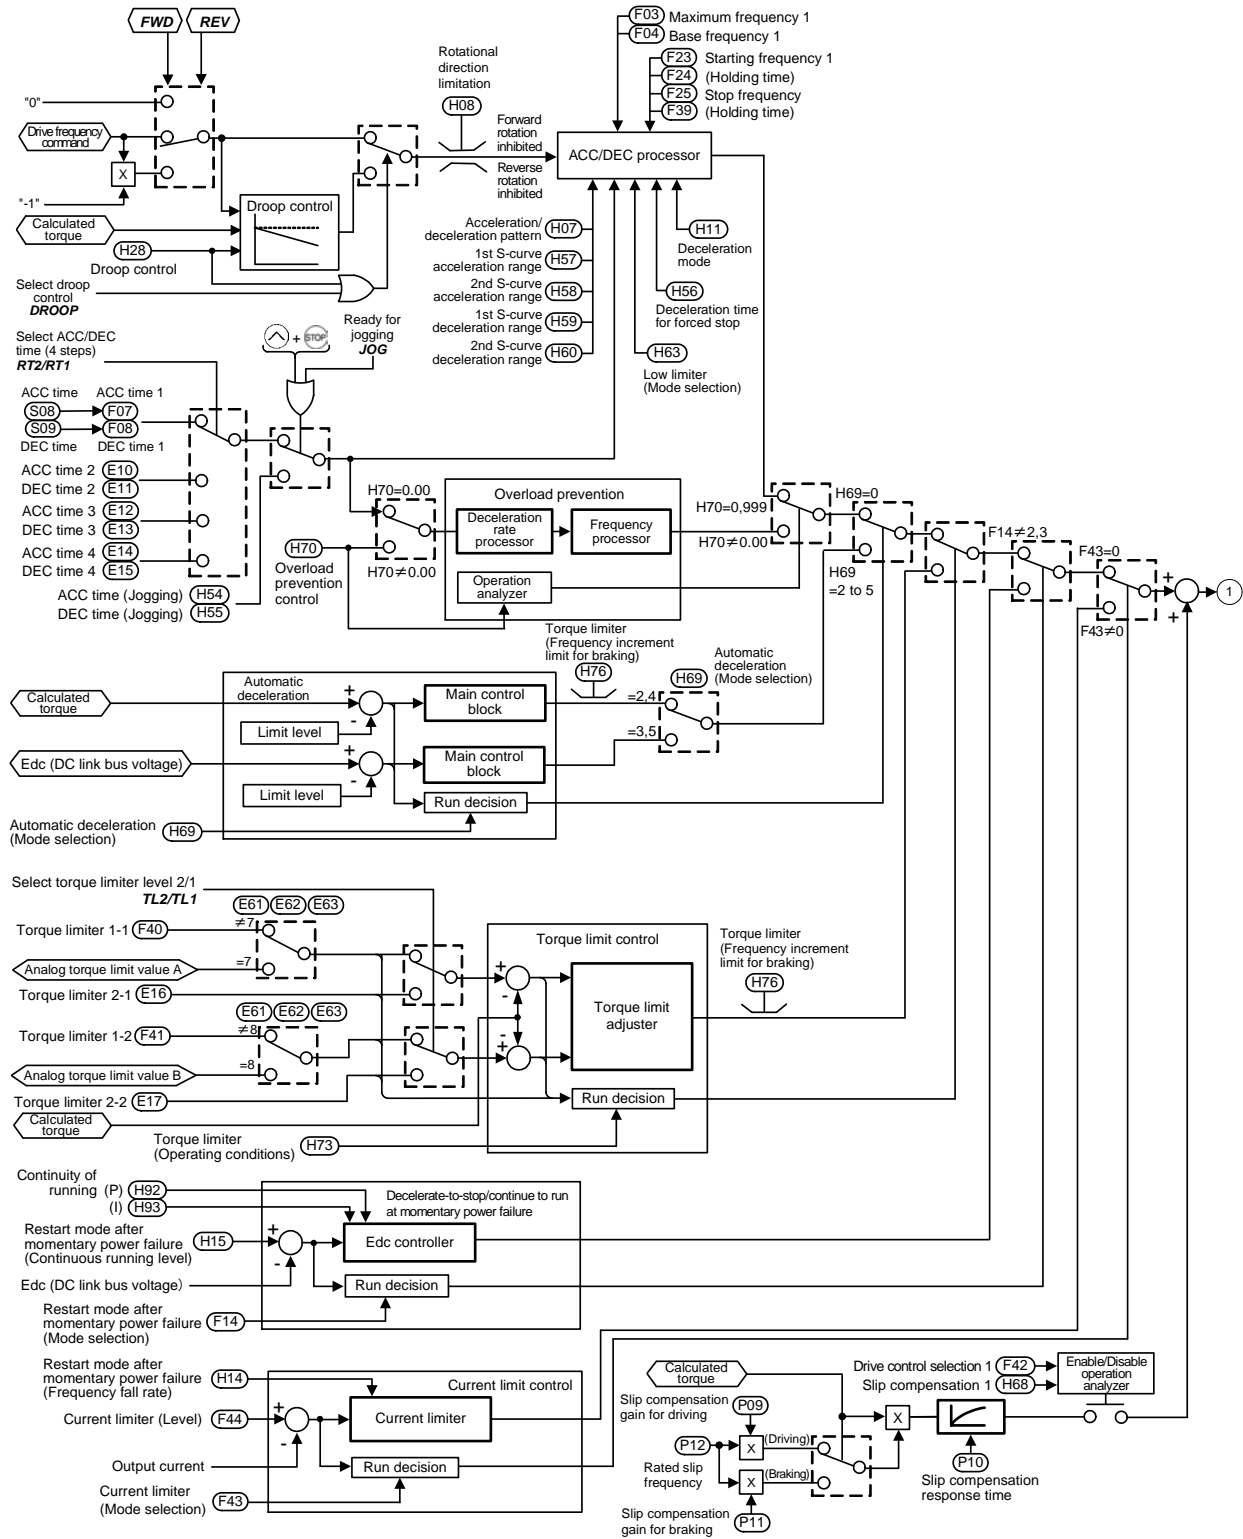 FWD
REV
"0"
Drive frequency
command
X
"-1"
Calculated
torque
H28
Droop control
Droop control
Select droop
control
DROOP
Rotational
direction
limitation
H08
Forward
rotation
inhibited
Reverse
rotation
inhibited
F03 Maximum frequency 1
F04 Base frequency 1
F23 Starting frequency 1
F24 (Holding time)
F25 Stop frequency
F39 (Holding time)
ACC/DEC processor
Acceleration/
deceleration pattern H07
1st S-curve
acceleration range H57
2nd S-curve
acceleration range H58
1st S-curve
deceleration range H59
2nd S-curve
deceleration range H60
H11
Deceleration
mode
H56
Deceleration time
for forced stop
H63
Low limiter
(Mode selection)
Select ACC/DEC
time (4 steps)
RT2/RT1
+ STOP
Ready for
jogging
JOG
ACC time ACC time 1
S08 F07
S09 F08
DEC time DEC time 1
ACC time 2 E10
DEC time 2 E11
ACC time 3 E12
DEC time 3 E13
ACC time 4 E14
DEC time 4 E15
ACC time (Jogging) H54
DEC time (Jogging) H55
H70=0.00
H70
H70≠0.00
Overload
prevention
control
Overload prevention
Deceleration
rate
processor
Frequency
processor
Operation
analyzer
H70=0,999
H70≠0.00
H69=0
H69
=2 to 5
F14≠2,3
F43=0
F43≠0
+
+
1
Torque limiter
(Frequency increment
limit for braking)
H76
Automatic
deceleration
(Mode selection)
H69
=2,4
=3,5
Calculated
torque
Automatic
deceleration
+
-
Limit level
Main control
block
Edc (DC link bus voltage)
+
-
Limit level
Main control
block
Run decision
Automatic deceleration
(Mode selection) H69
Select torque limiter level 2/1
TL2/TL1
E61 E62 E63
Torque limiter 1-1 F40
≠7
Analog torque limit value A
=7
Torque limiter 2-1 E16
E61 E62 E63
Torque limiter 1-2 F41
≠8
Analog torque limit value B
=8
Torque limiter 2-2 E17
Calculated
torque
Torque limiter
(Operating conditions) H73
Torque limit control
+
-
-
+
Torque limit
adjuster
Run decision
Torque limiter
(Frequency increment
limit for braking)
H76
Continuity of
running (P) H92
(I) H93
Restart mode after
momentary power failure
(Continuous running level)
H15
+
-
Edc (DC link bus voltage)
Restart mode after
momentary power failure
(Mode selection)
F14
Decelerate-to-stop/continue to run
at momentary power failure
Edc controller
Run decision
Restart mode after
momentary power failure
(Frequency fall rate)
H14
Current limit control
Current limiter (Level) F44
+
-
Current limiter
Output current
Run decision
Current limiter
(Mode selection) F43
Calculated
torque
Slip compensation
gain for driving
P09
P12
X
(Driving)
Rated slip
frequency
X
(Braking)
Slip compensation
gain for braking
P11
X
P10
Slip compensation
response time
Drive control selection 1 F42
Slip compensation 1 H68
Enable/Disable
operation
analyzer